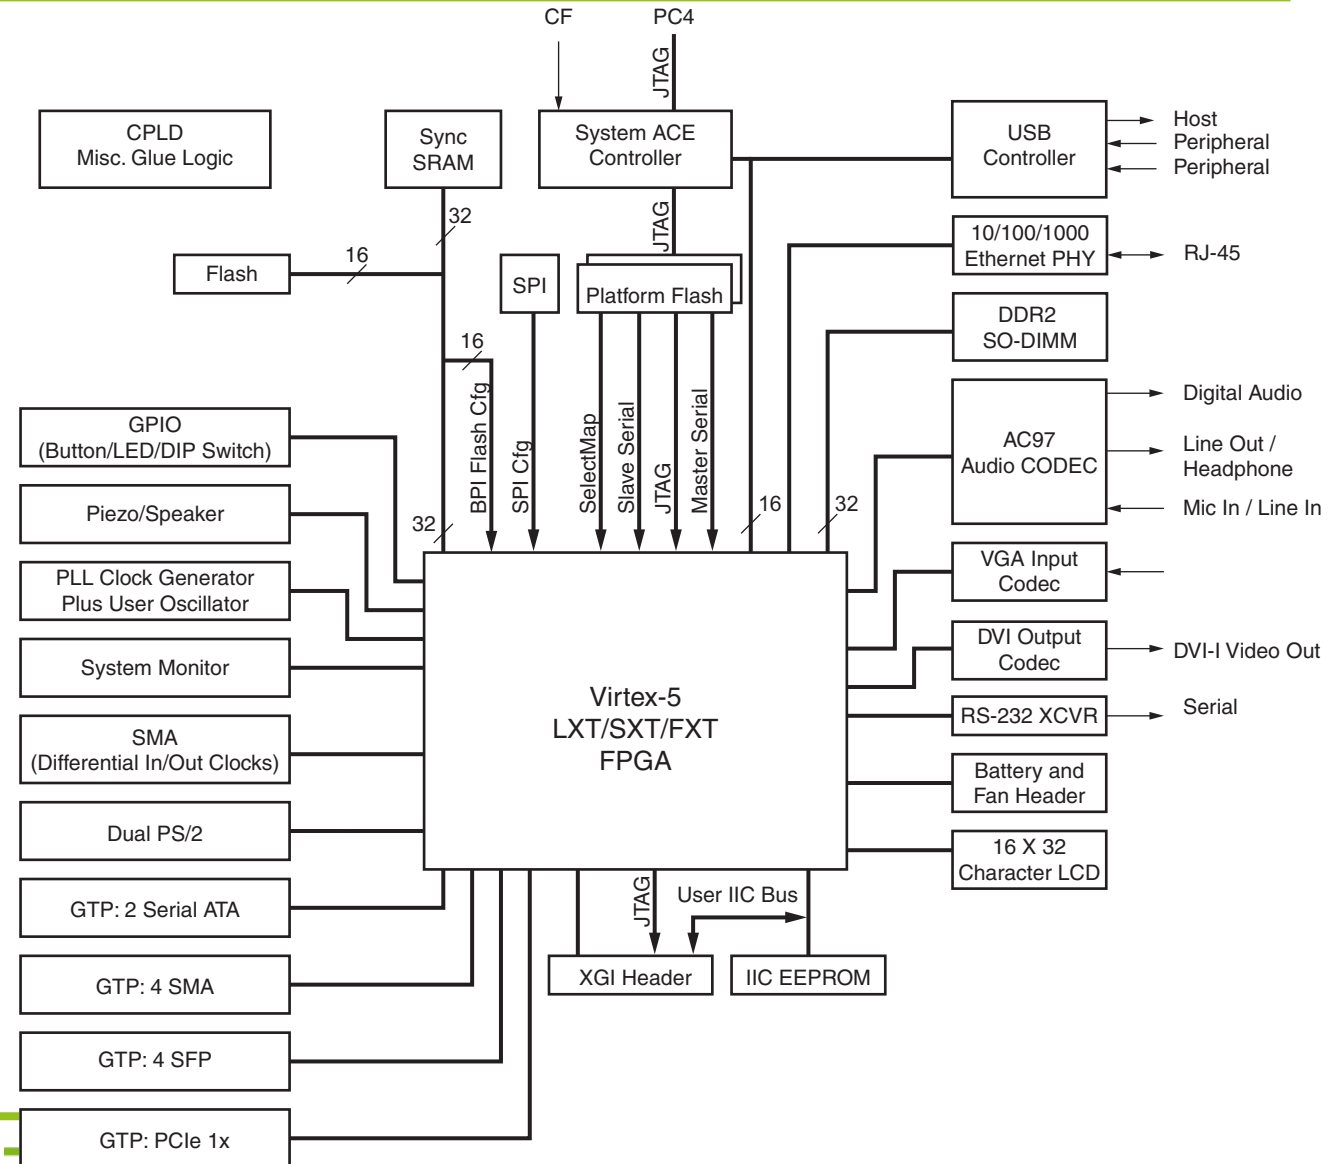 CF
PC4
JTAG
CPLD
Misc. Glue Logic
Sync
SRAM
System ACE
Controller
USB
Controller
Host
Peripheral
Peripheral
32
JTAG
10/100/1000
Ethernet PHY
RJ-45
16
Flash
SPI
Platform Flash
DDR2
SO-DIMM
16
BPI Flash Cfg
SPI Cfg
SelectMap
Slave Serial
JTAG
Master Serial
AC97
Audio CODEC
Digital Audio
Line Out /
Headphone
Mic In / Line In
GPIO
(Button/LED/DIP Switch)
Piezo/Speaker
32
16
32
PLL Clock Generator
Plus User Oscillator
VGA Input
Codec
System Monitor
DVI Output
Codec
DVI-I Video Out
Virtex-5
LXT/SXT/FXT
FPGA
RS-232 XCVR
Serial
SMA
(Differential In/Out Clocks)
Battery and
Fan Header
Dual PS/2
16 X 32
Character LCD
GTP: 2 Serial ATA
JTAG
User IIC Bus
GTP: 4 SMA
XGI Header
IIC EEPROM
GTP: 4 SFP
GTP: PCIe 1x